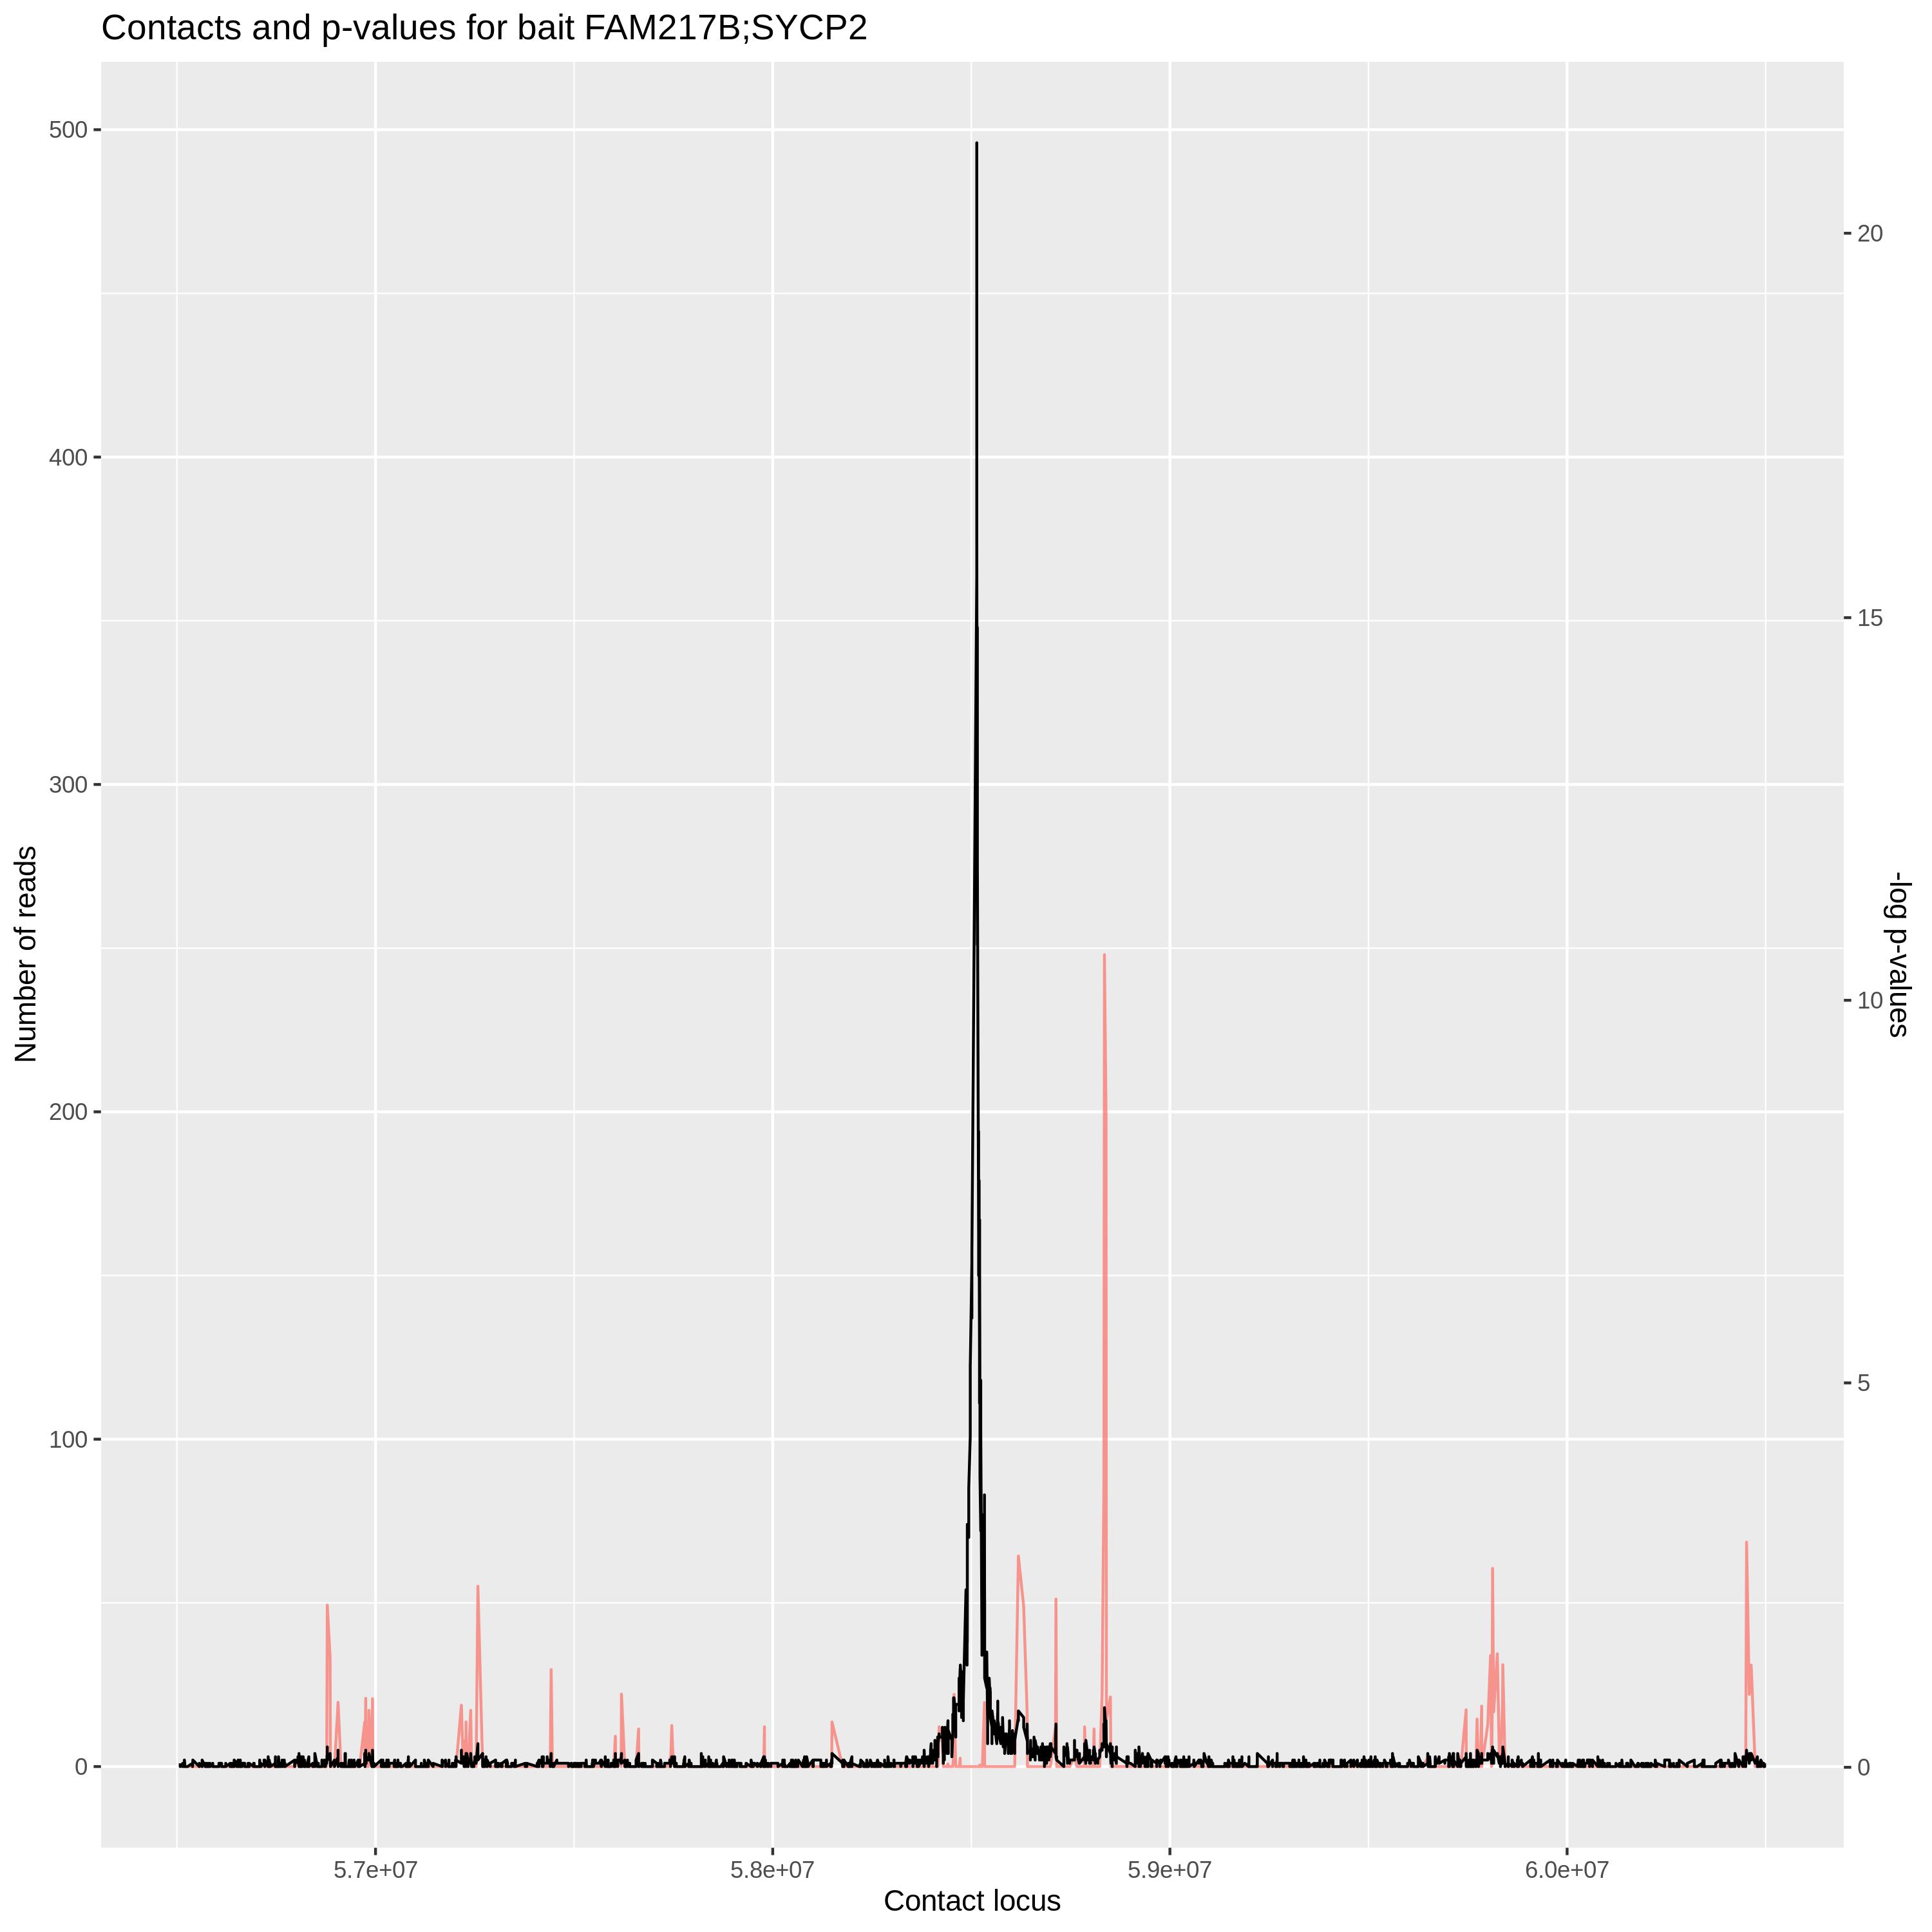 Contacts and p-values for bait FAM217B;SYCP2
500
400
300
200
100
0
Number of reads
20
15
10
5
0
-log p-values
5.7e+07
5.8e+07
5.9e+07
6.0e+07
Contact locus